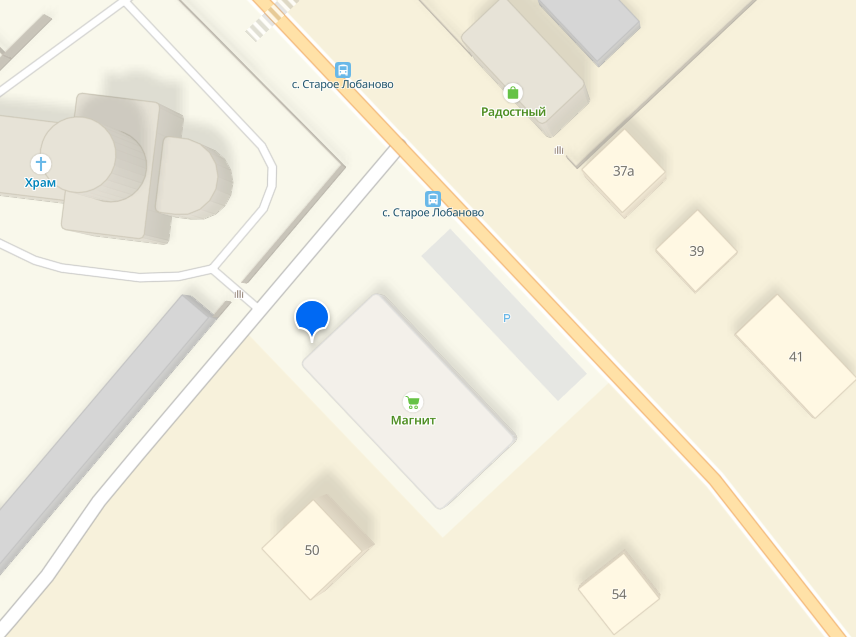 с. Старое Лобаново
Радостный
Храм
37а
с. Старое Лобаново
39
Р
41
Магнит
50
54